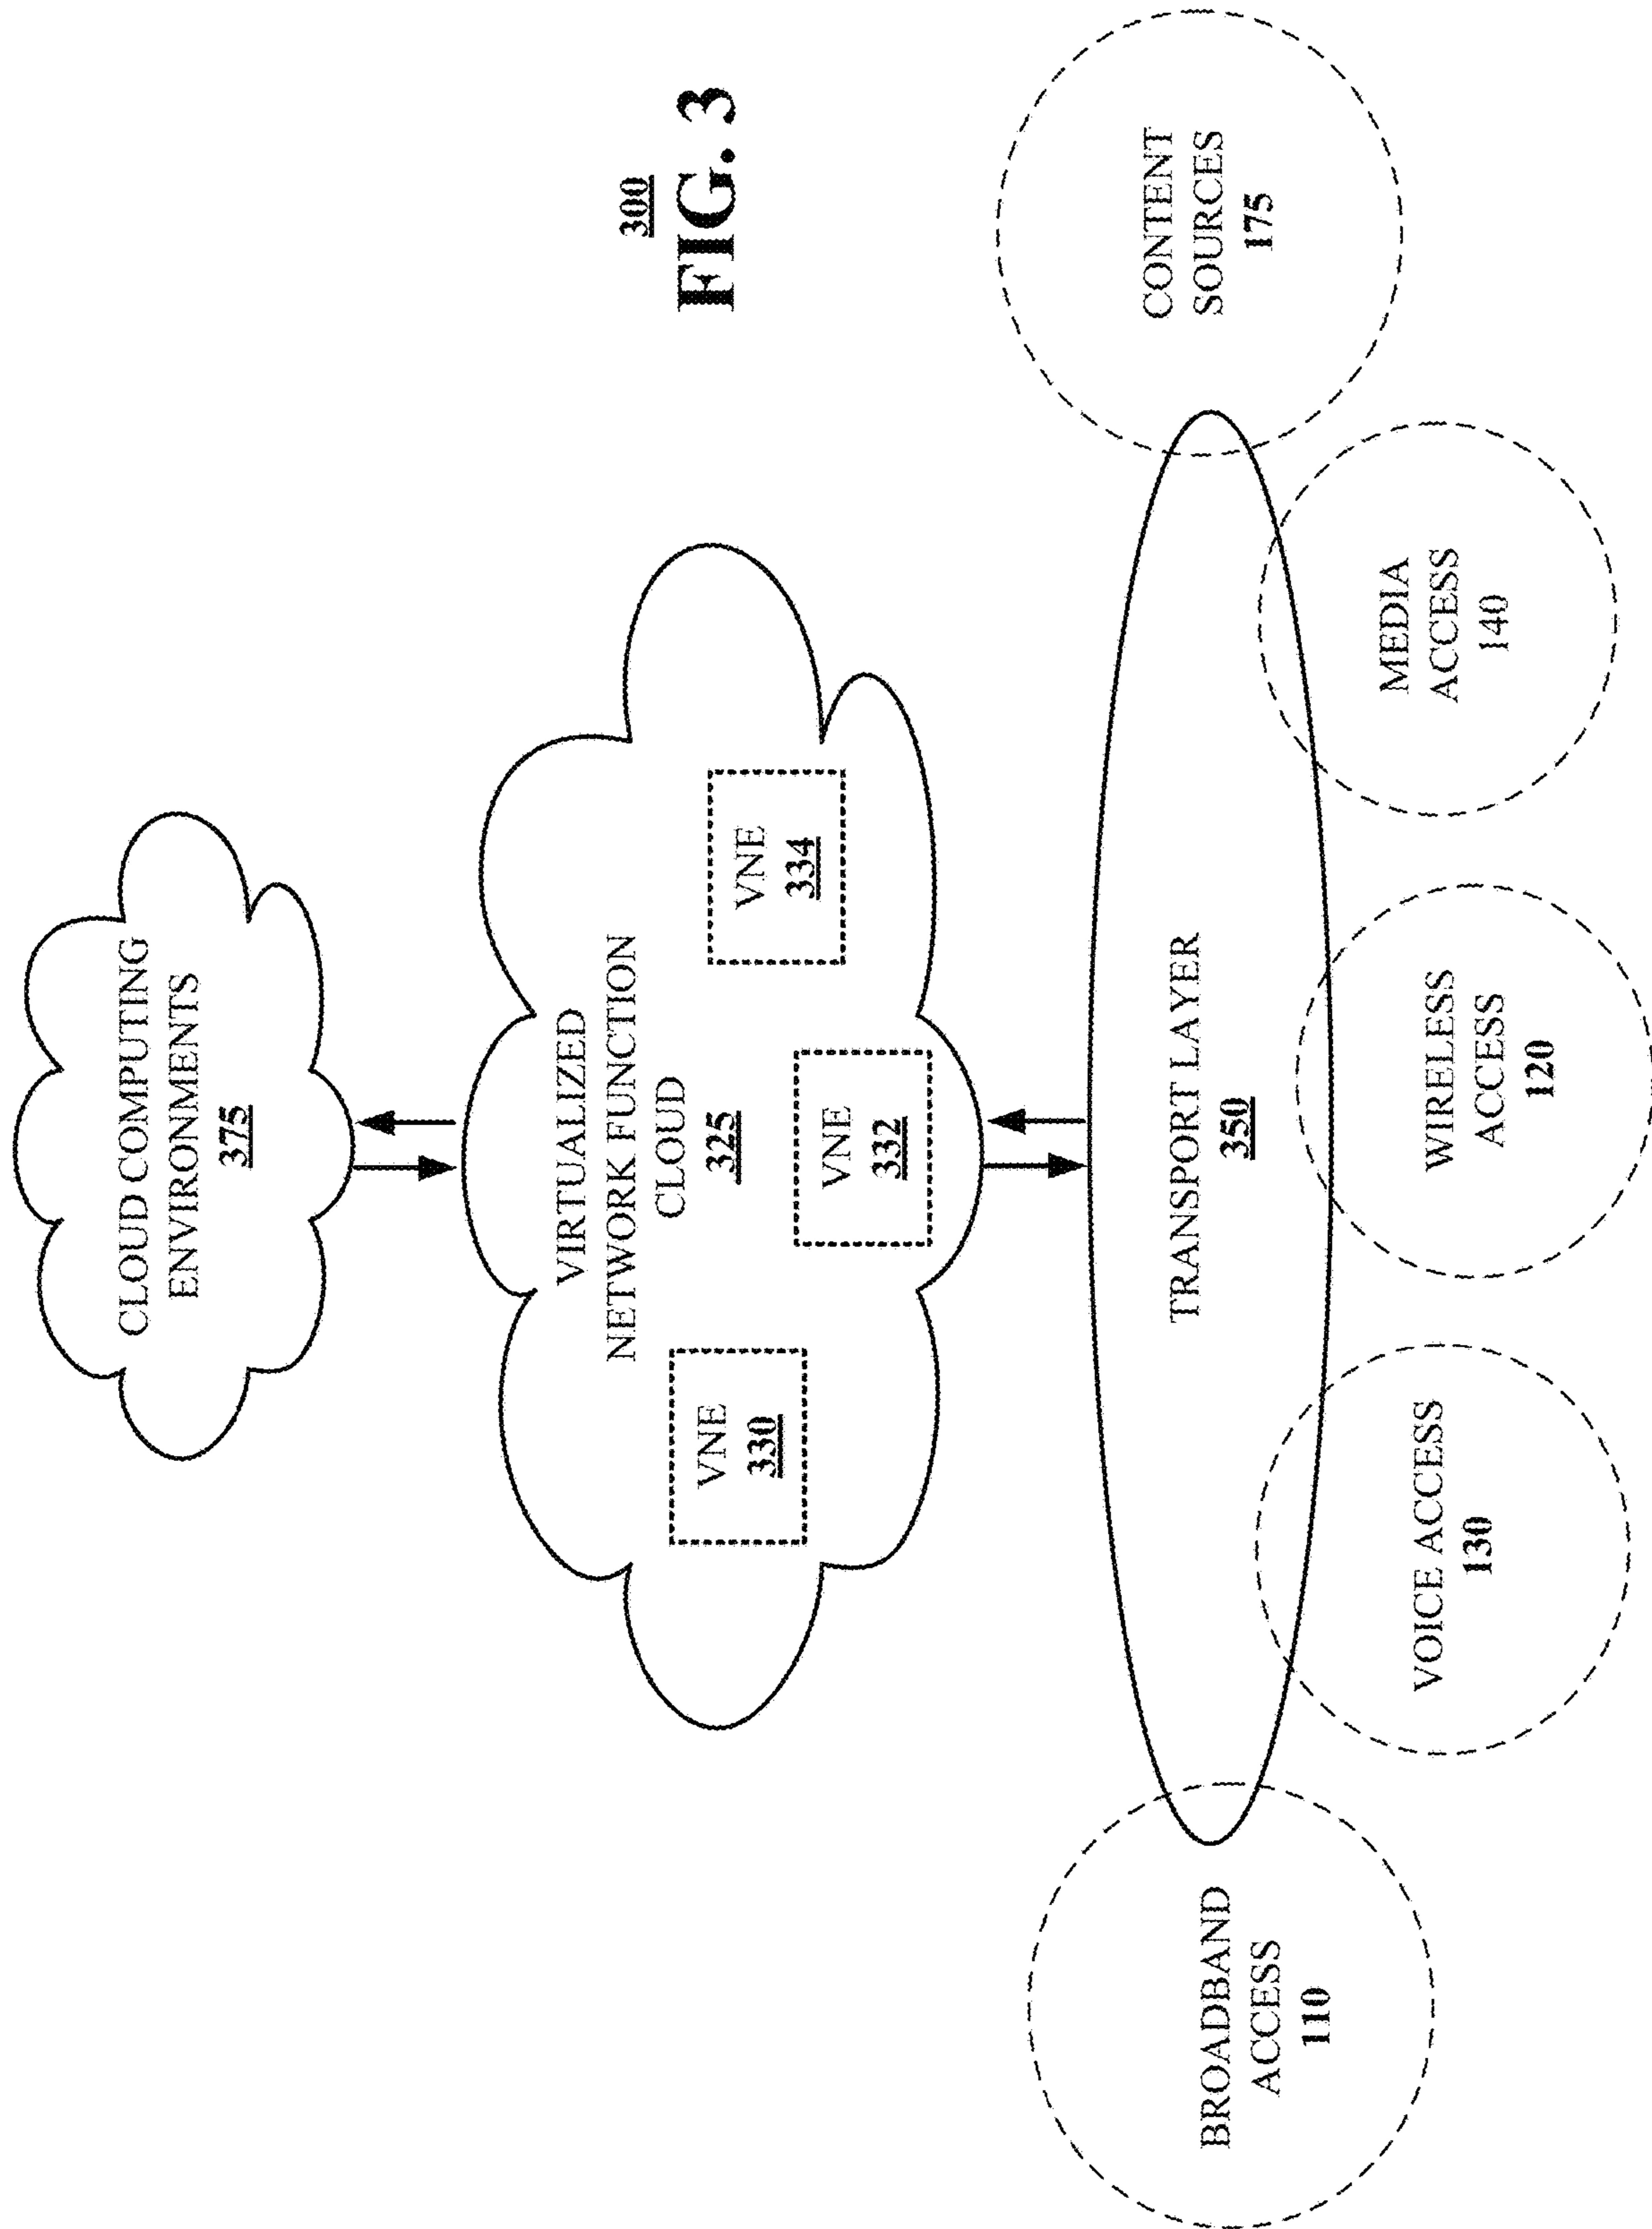 CLOUD COMPUTING
ENVIRONMENTS
375
VIRTUALIZED
NETWORK FUNCTION
CLOUD
325
VNE
330
VNE
332
VNE
334
300
FIG. 3
TRANSPORT LAYER
350
BROADBAND
ACCESS
110
VOICE ACCESS
130
WIRELESS
ACCESS
120
MEDIA
ACCESS
140
CONTENT
SOURCES
175